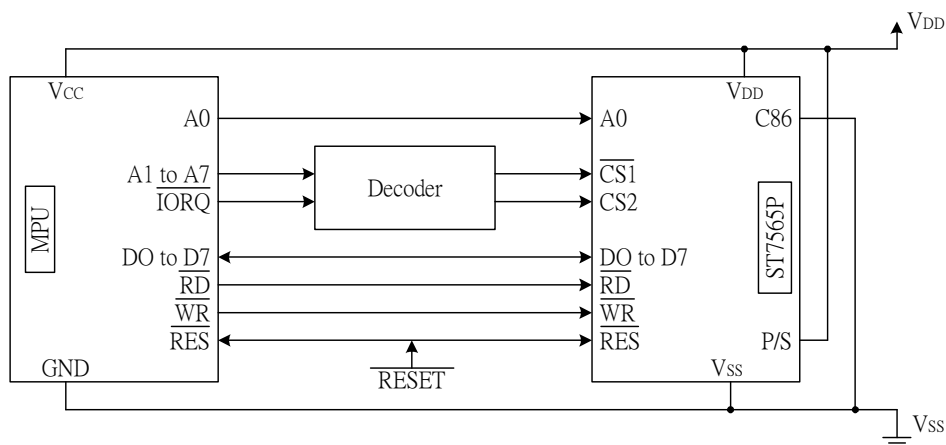 VDD
VCC
VDD
A0
A0
C86
A1 to A7
Decoder
CS1
IORQ
CS2
MPU
ST7565P
DO to D7
DO to D7
RD
RD
WR
WR
RES
RES
P/S
GND
RESET
VSS
VSS